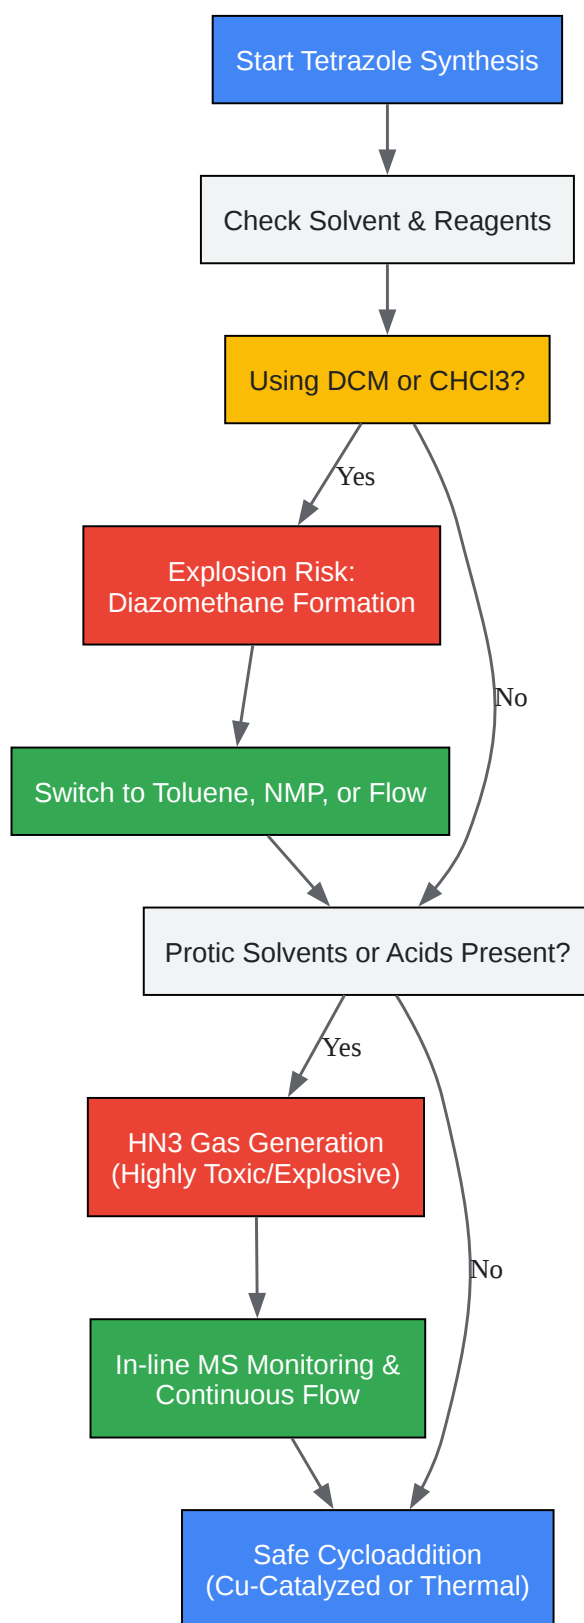 Start Tetrazole Synthesis
Check Solvent & Reagents
Using DCM or CHCl3?
Yes
Explosion Risk:
Diazomethane Formation
No
Switch to Toluene, NMP, or Flow
Protic Solvents or Acids Present?
Yes
HN3 Gas Generation
(Highly Toxic/Explosive)
No
In-line MS Monitoring &
Continuous Flow
Safe Cycloaddition
(Cu-Catalyzed or Thermal)